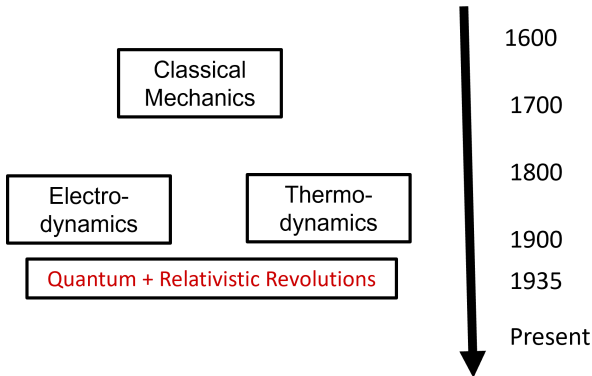 1600
Classical
Mechanics
1700
1800
Electro-
dynamics
Thermo-
dynamics
1900
Quantum + Relativistic Revolutions
1935
Present